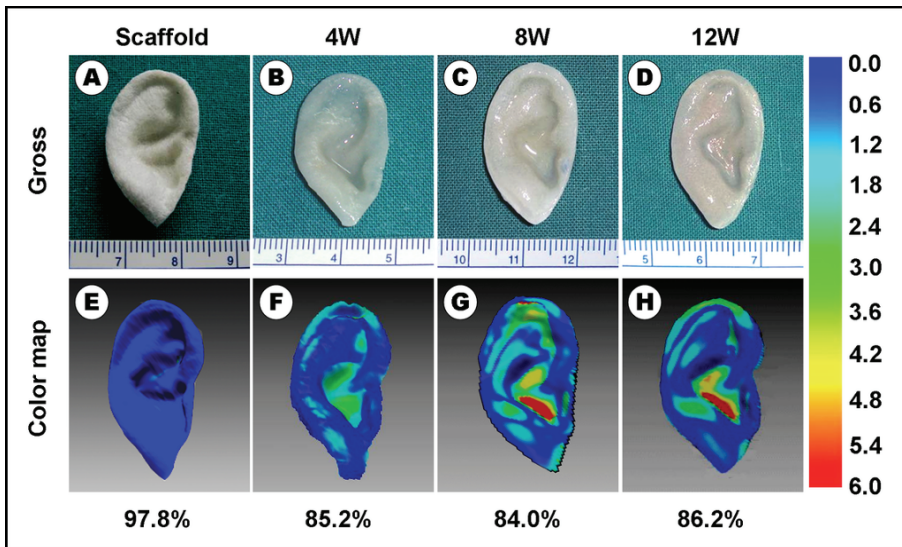 Scaffold 4W 8W 12W
Gross
A B C D
7 8 9
3 4 5
10 11 12
5 6 7
Color map
E F G H
97.8% 85.2% 84.0% 86.2%
0.0
0.6
1.2
1.8
2.4
3.0
3.6
4.2
4.8
5.4
6.0